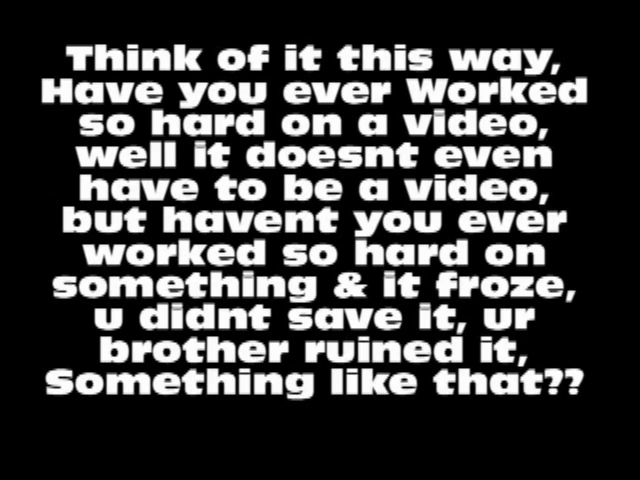 Think of it this way,
Have you ever Worked
so hard on a video,
well it doesnt even
have to be a video,
but havent you ever
worked so hard on
something & it froze,
u didnt save it, ur
brother ruined it,
Something like that??